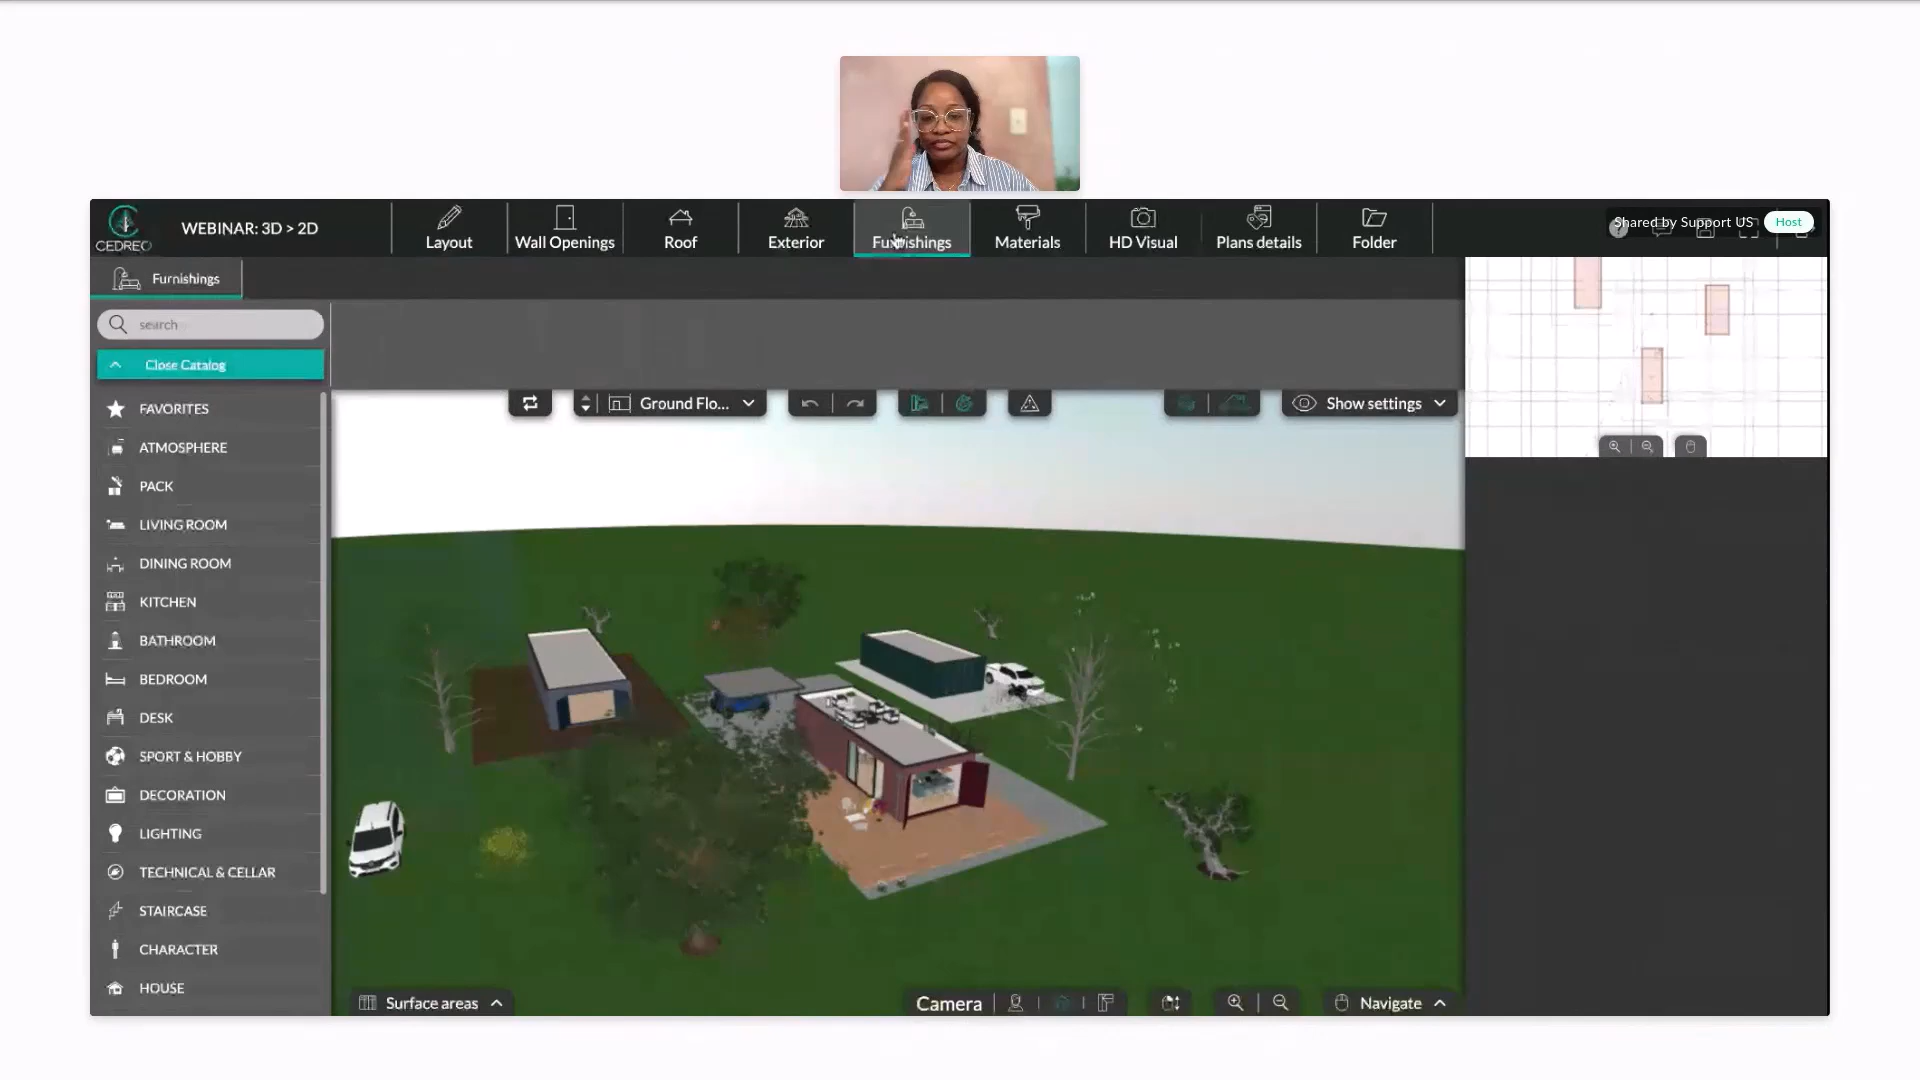 CEDREO
WEBINAR: 3D > 2D
Layout
Wall Openings
Roof
Exterior
Furnishings
Materials
HD Visual
Plans details
Folder
Shared by Support US
Host
Furnishings
search
Close Catalog
FAVORITES
ATMOSPHERE
PACK
LIVING ROOM
DINING ROOM
KITCHEN
BATHROOM
BEDROOM
DESK
SPORT & HOBBY
DECORATION
LIGHTING
TECHNICAL & CELLAR
STAIRCASE
CHARACTER
HOUSE
Ground Flo...
Show settings
Surface areas
Camera
Navigate